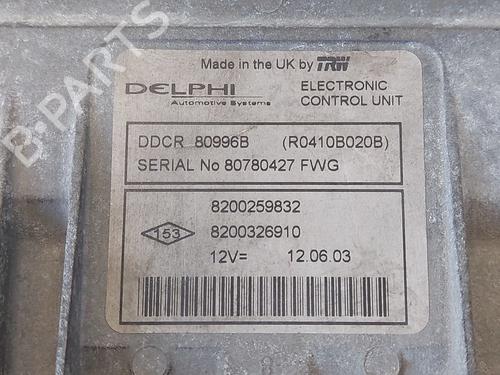 B-PARTS
Made in the UK by TRW
DELPHI
Automotive Systems
ELECTRONIC
CONTROL UNIT
DDCR 80996B (R0410B020B)
SERIAL No 80780427 FWG
8200259832
153
8200326910
12V= 12.06.03